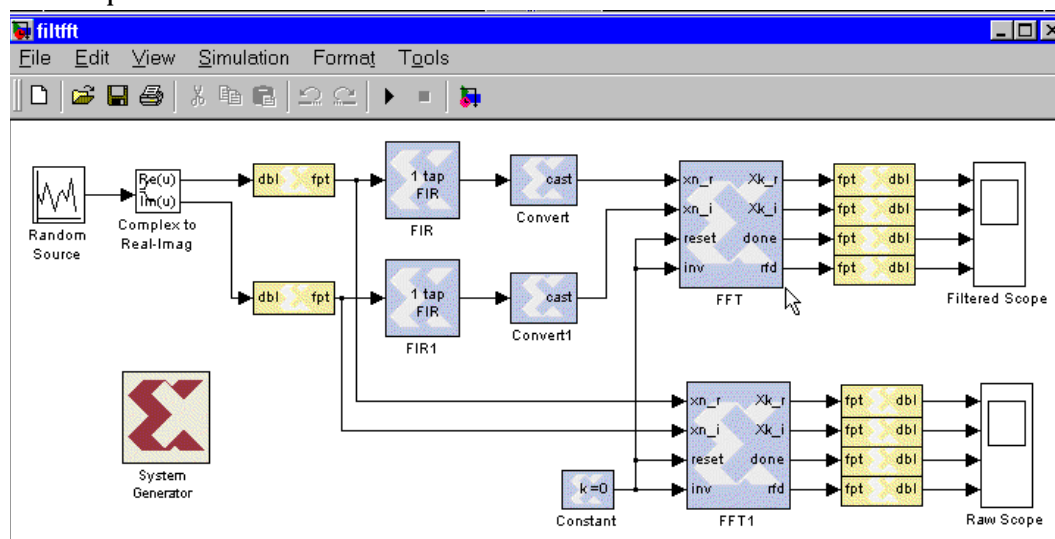 filtfft
File Edit View Simulation Format Tools
Random
Source
Re(u)
Im(u)
Complex to
Real-Imag
dbl fpt
1 tap
FIR
FIR
cast
Convert
xn_r Xk_r
xn_i Xk_i
reset done
inv rfd
FFT
fpt dbl
fpt dbl
fpt dbl
fpt dbl
Filtered Scope
dbl fpt
1 tap
FIR
FIR1
cast
Convert1
System
Generator
k=0
Constant
xn_r Xk_r
xn_i Xk_i
reset done
inv rfd
FFT1
fpt dbl
fpt dbl
fpt dbl
fpt dbl
Raw Scope